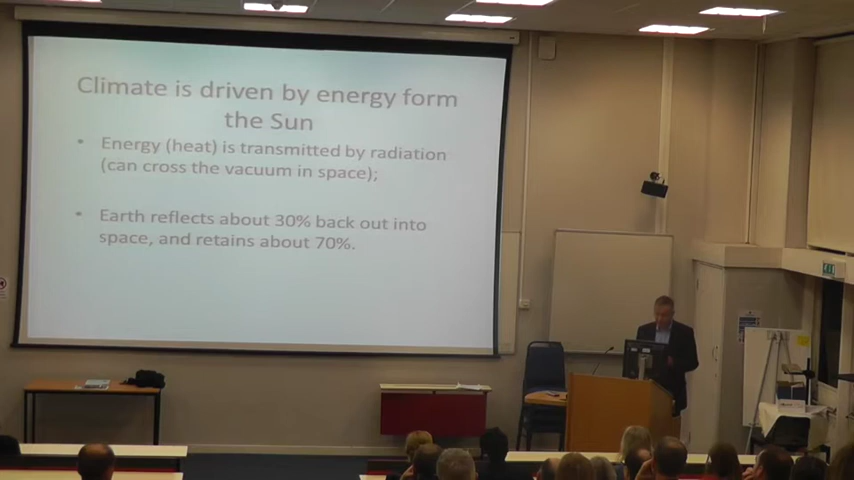 Climate is driven by energy form
the Sun
• Energy (heat) is transmitted by radiation
(can cross the vacuum in space);
• Earth reflects about 30% back out into
space, and retains about 70%.